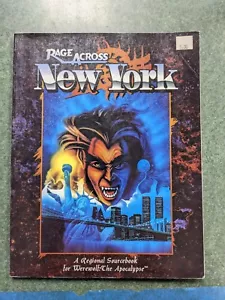 RAGE
ACROSS
New York
A Regional Sourcebook
for Werewolf: The Apocalypse™